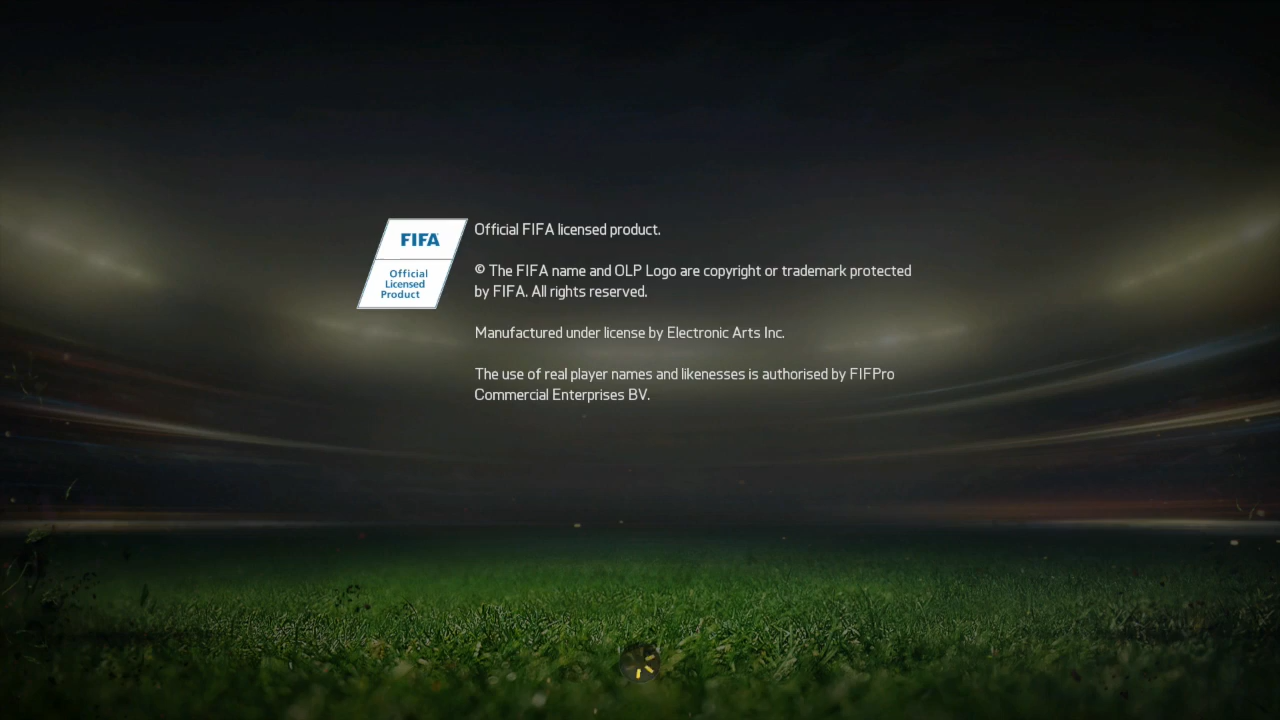 FIFA
Official
Licensed
Product
Official FIFA licensed product.
© The FIFA name and OLP Logo are copyright or trademark protected
by FIFA. All rights reserved.
Manufactured under license by Electronic Arts Inc.
The use of real player names and likenesses is authorised by FIFPro
Commercial Enterprises BV.